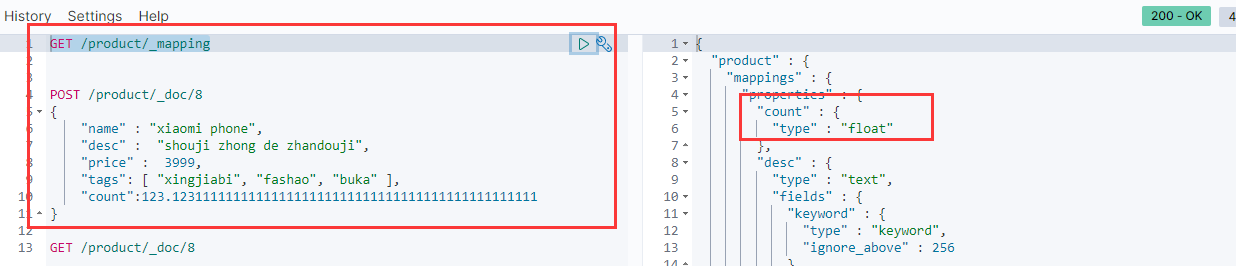 History Settings Help
200 - OK
4
1 GET /product/_mapping
2
3
4 POST /product/_doc/8
5 {
6 "name" : "xiaomi phone",
7 "desc" : "shouji zhong de zhandouji",
8 "price" : 3999,
9 "tags": [ "xingjiabi", "fashao", "buka" ],
10 "count":123.1231111111111111111111111111111111111111111111111111
11 }
12
13 GET /product/_doc/8
1 {
2 "product" : {
3 "mappings" : {
4 "properties" : {
5 "count" : {
6 "type" : "float"
7 },
8 "desc" : {
9 "type" : "text",
10 "fields" : {
11 "keyword" : {
12 "type" : "keyword",
13 "ignore_above" : 256
14 }